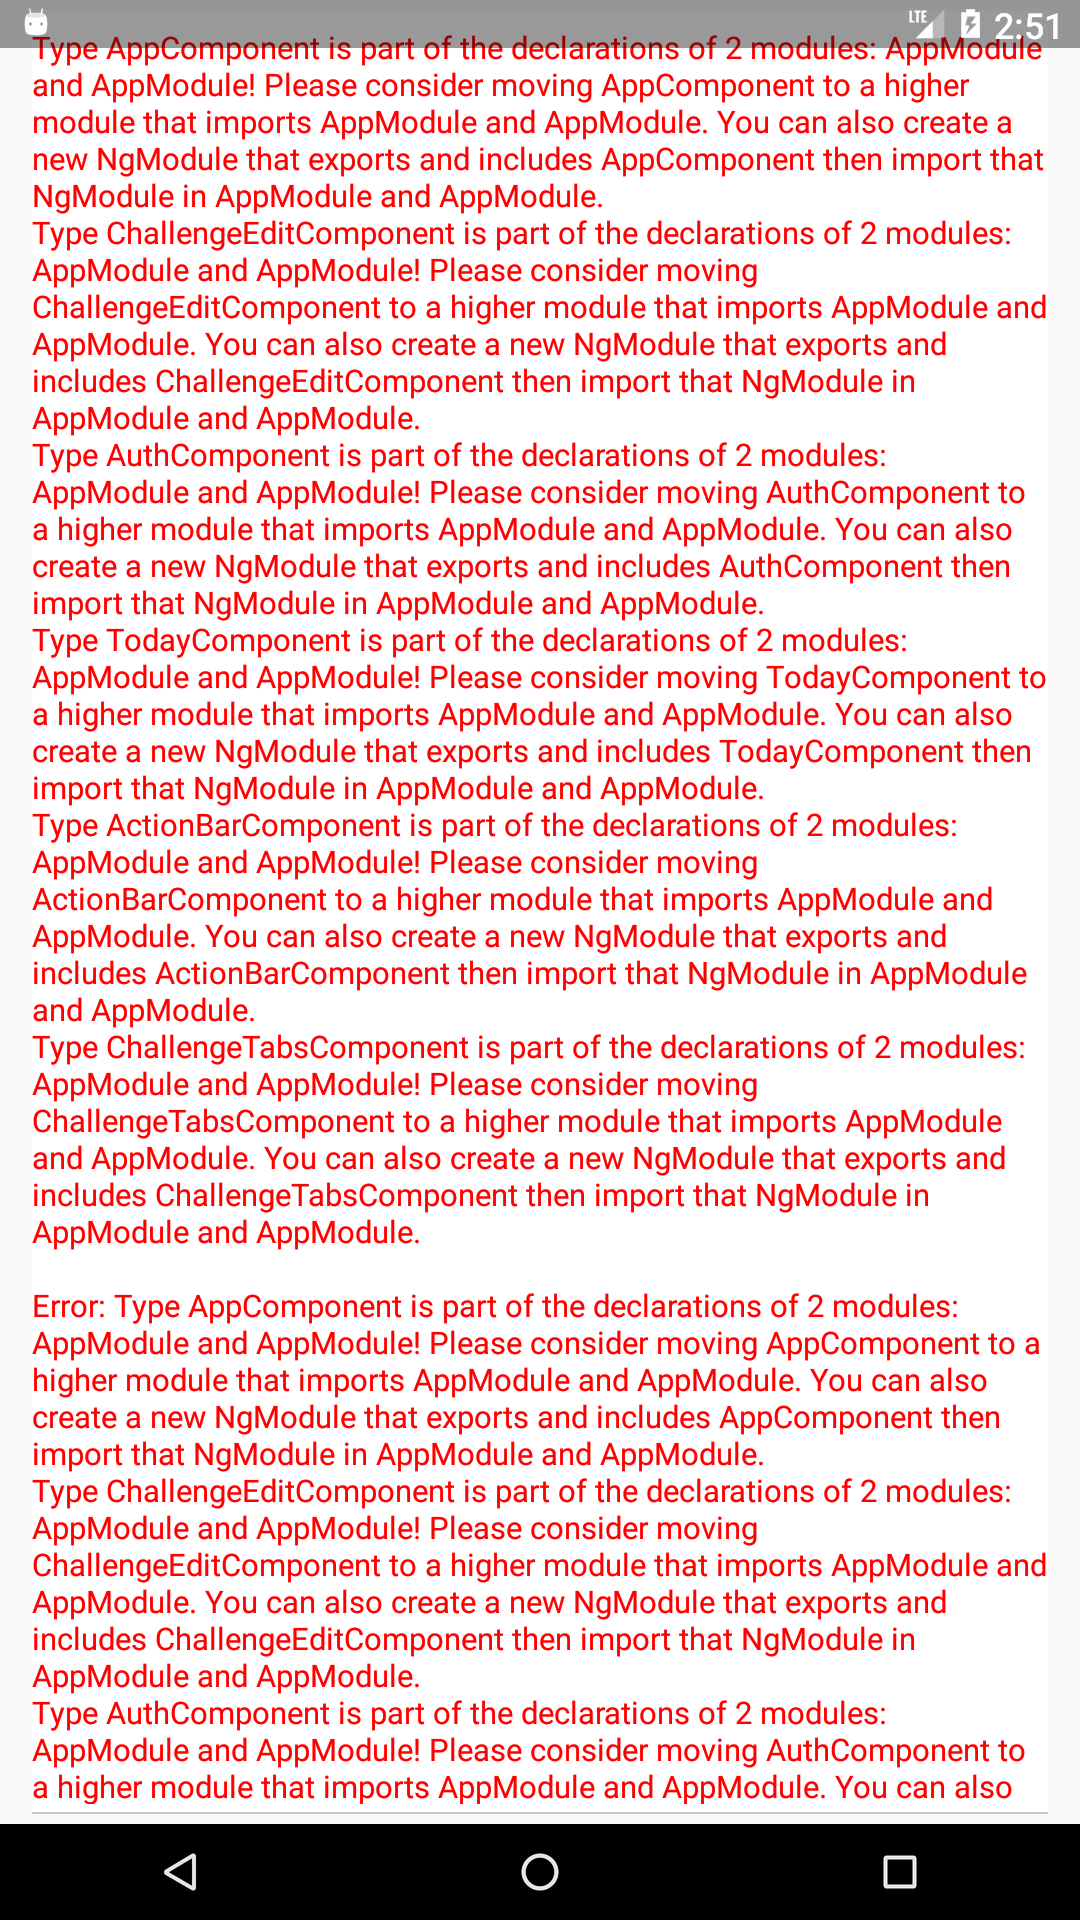 LTE 2:51
Type AppComponent is part of the declarations of 2 modules: AppModule
and AppModule! Please consider moving AppComponent to a higher
module that imports AppModule and AppModule. You can also create a
new NgModule that exports and includes AppComponent then import that
NgModule in AppModule and AppModule.
Type ChallengeEditComponent is part of the declarations of 2 modules:
AppModule and AppModule! Please consider moving
ChallengeEditComponent to a higher module that imports AppModule and
AppModule. You can also create a new NgModule that exports and
includes ChallengeEditComponent then import that NgModule in
AppModule and AppModule.
Type AuthComponent is part of the declarations of 2 modules:
AppModule and AppModule! Please consider moving AuthComponent to
a higher module that imports AppModule and AppModule. You can also
create a new NgModule that exports and includes AuthComponent then
import that NgModule in AppModule and AppModule.
Type TodayComponent is part of the declarations of 2 modules:
AppModule and AppModule! Please consider moving TodayComponent to
a higher module that imports AppModule and AppModule. You can also
create a new NgModule that exports and includes TodayComponent then
import that NgModule in AppModule and AppModule.
Type ActionBarComponent is part of the declarations of 2 modules:
AppModule and AppModule! Please consider moving
ActionBarComponent to a higher module that imports AppModule and
AppModule. You can also create a new NgModule that exports and
includes ActionBarComponent then import that NgModule in AppModule
and AppModule.
Type ChallengeTabsComponent is part of the declarations of 2 modules:
AppModule and AppModule! Please consider moving
ChallengeTabsComponent to a higher module that imports AppModule
and AppModule. You can also create a new NgModule that exports and
includes ChallengeTabsComponent then import that NgModule in
AppModule and AppModule.
Error: Type AppComponent is part of the declarations of 2 modules:
AppModule and AppModule! Please consider moving AppComponent to a
higher module that imports AppModule and AppModule. You can also
create a new NgModule that exports and includes AppComponent then
import that NgModule in AppModule and AppModule.
Type ChallengeEditComponent is part of the declarations of 2 modules:
AppModule and AppModule! Please consider moving
ChallengeEditComponent to a higher module that imports AppModule and
AppModule. You can also create a new NgModule that exports and
includes ChallengeEditComponent then import that NgModule in
AppModule and AppModule.
Type AuthComponent is part of the declarations of 2 modules:
AppModule and AppModule! Please consider moving AuthComponent to
a higher module that imports AppModule and AppModule. You can also